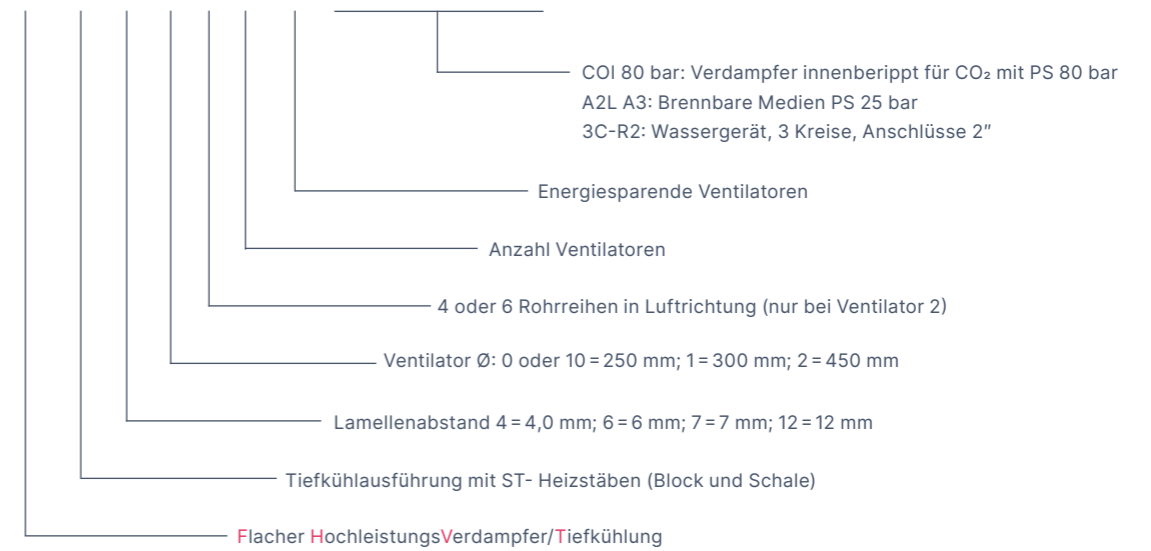 COI 80 bar: Verdampfer innenberippt für CO₂ mit PS 80 bar
A2L A3: Brennbare Medien PS 25 bar
3C-R2: Wassergerät, 3 Kreise, Anschlüsse 2″
Energiesparende Ventilatoren
Anzahl Ventilatoren
4 oder 6 Rohrreihen in Luftrichtung (nur bei Ventilator 2)
Ventilator Ø: 0 oder 10 = 250 mm; 1 = 300 mm; 2 = 450 mm
Lamellenabstand 4 = 4,0 mm; 6 = 6 mm; 7 = 7 mm; 12 = 12 mm
Tiefkühlausführung mit ST- Heizstäben (Block und Schale)
Flacher HochleistungsVerdampfer/Tiefkühlung